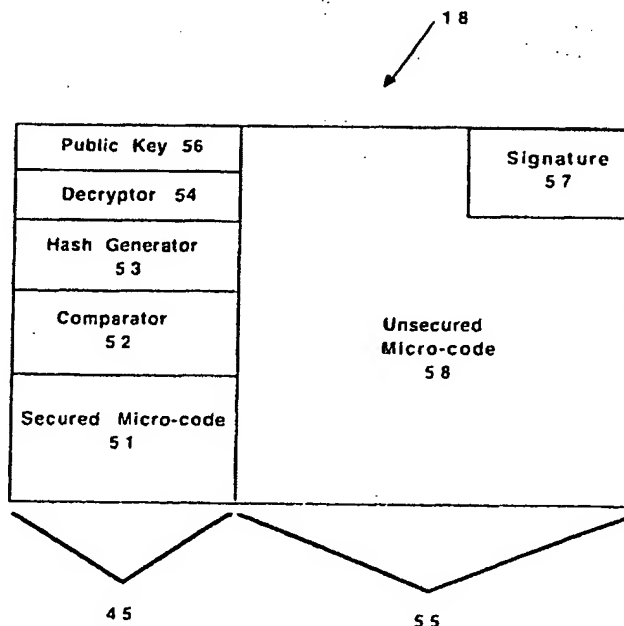 18
Public Key 56
Decryptor 54
Hash Generator
53
Comparator
52
Secured Micro-code
51
Signature
57
Unsecured
Micro-code
58
45
55